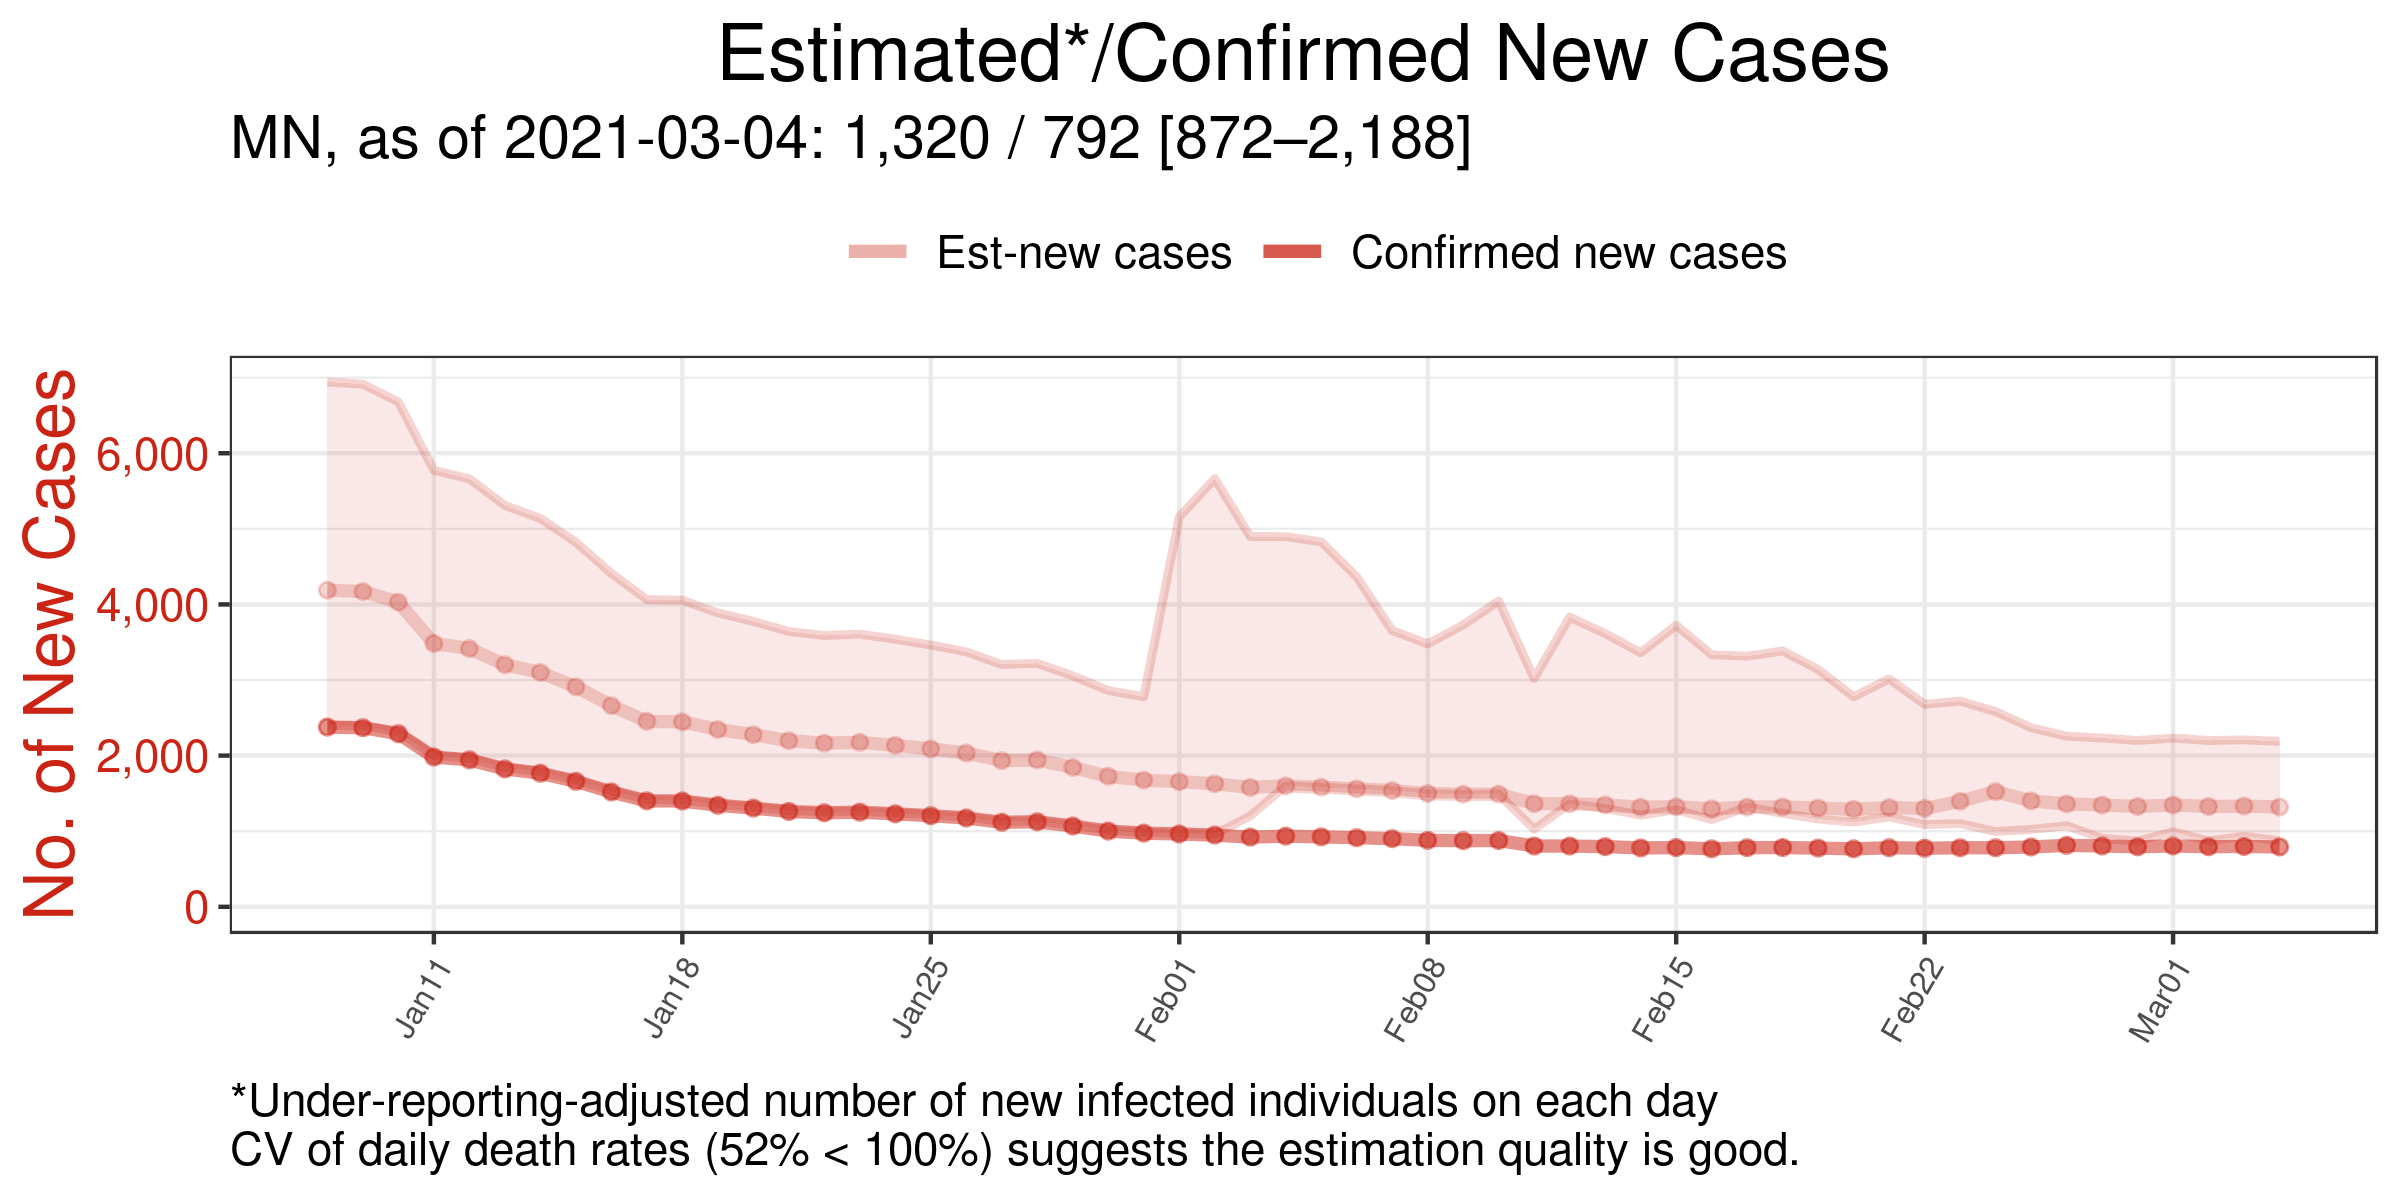 Estimated*/Confirmed New Cases
MN, as of 2021-03-04: 1,320 / 792 [872–2,188]
Est-new cases
Confirmed new cases
No. of New Cases
6,000
4,000
2,000
0
Jan11
Jan18
Jan25
Feb01
Feb08
Feb15
Feb22
Mar01
*Under-reporting-adjusted number of new infected individuals on each day
CV of daily death rates (52% < 100%) suggests the estimation quality is good.